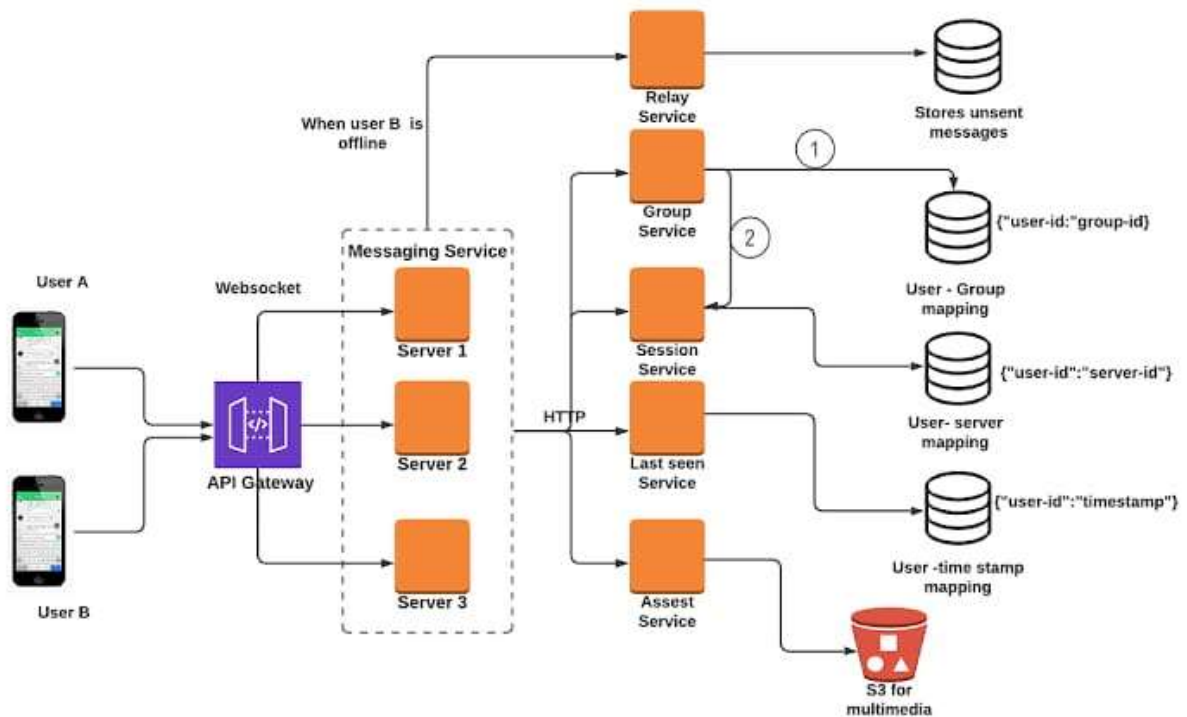 Relay
Service
Stores unsent
messages
When user B  is
offline
1
Group
Service
{"user-id:"group-id}
2
Messaging Service
User A
Websocket
User - Group
mapping
Server 1
Session
Service
{"user-id":"server-id"}
HTTP
User- server
mapping
API Gateway
Server 2
Last seen
Service
{"user-id":"timestamp"}
User -time stamp
mapping
User B
Server 3
Assest
Service
S3 for
multimedia